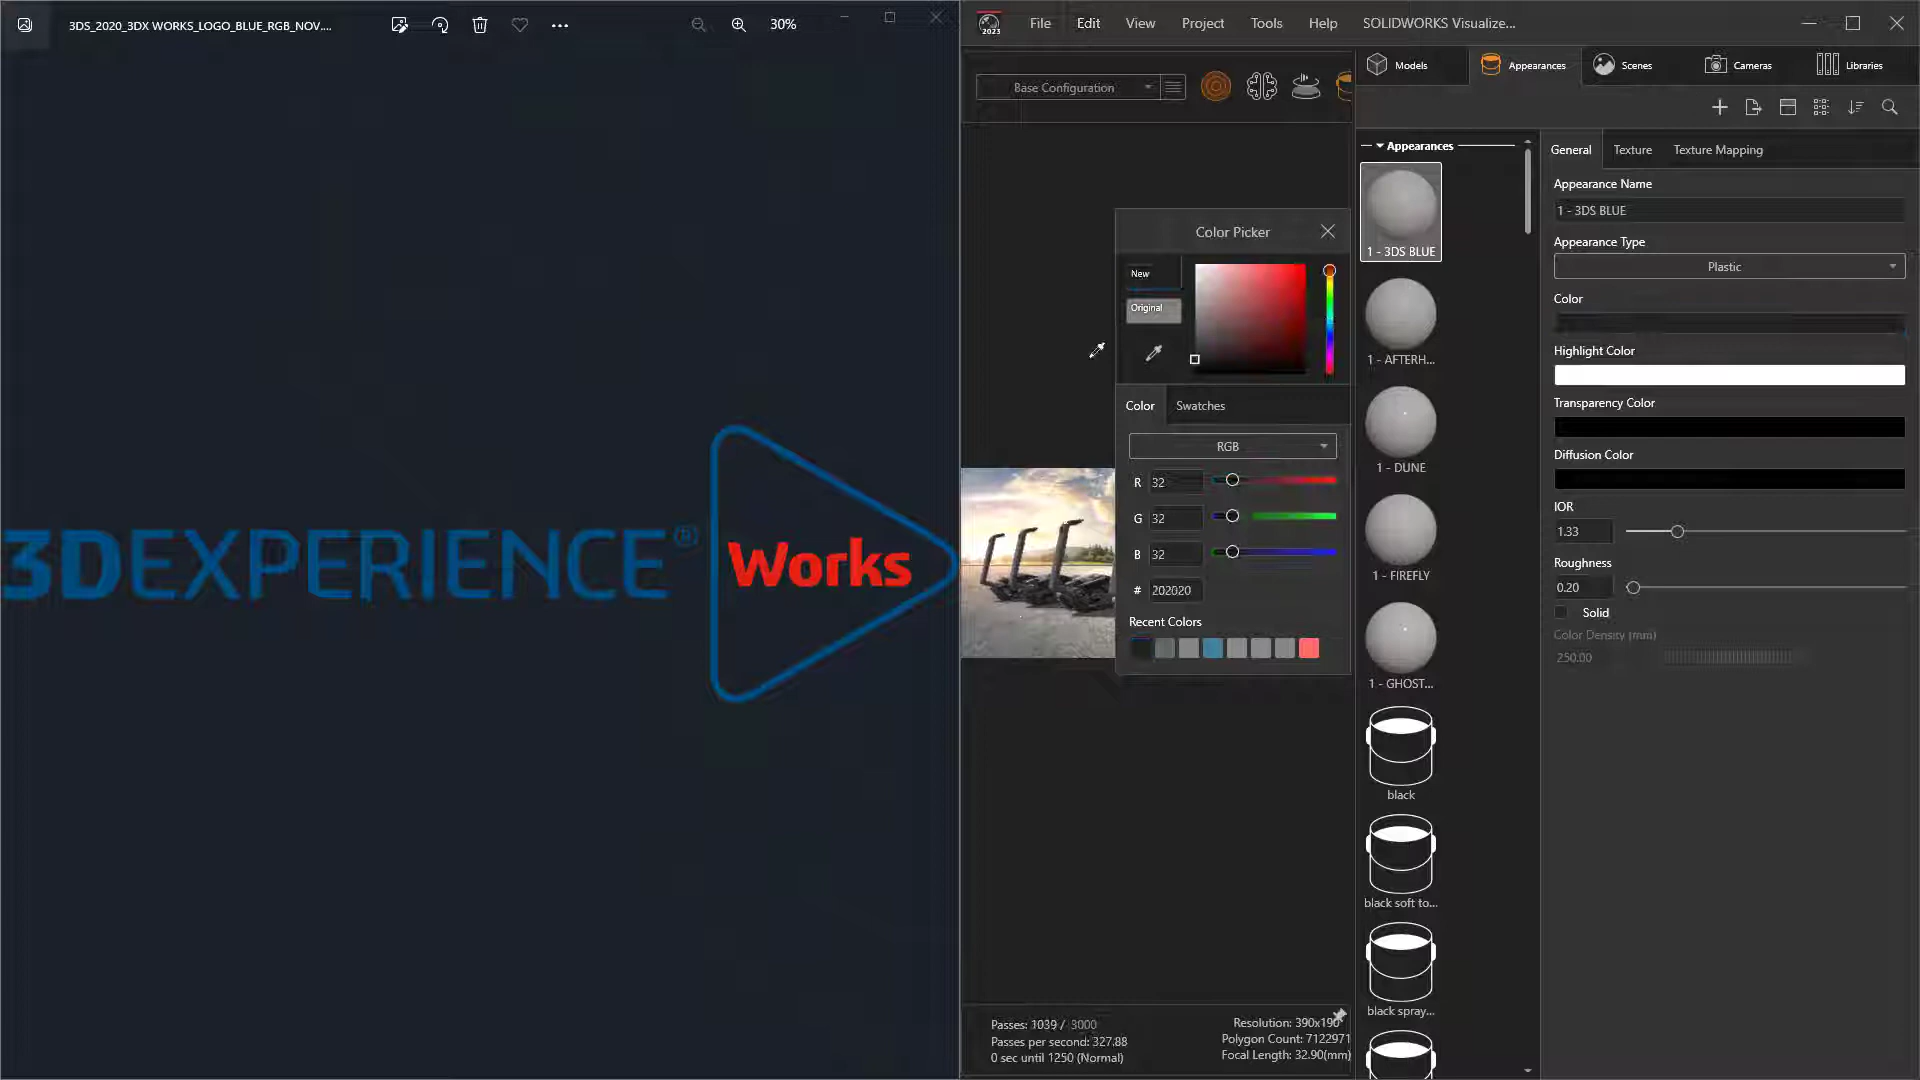 3DS_2020_3DX WORKS_LOGO_BLUE_RGB_NOV....
30%
3DEXPERIENCE®
Works
2023
File
Edit
View
Project
Tools
Help
SOLIDWORKS Visualize...
Base Configuration
Models
Appearances
Scenes
Cameras
Libraries
Color Picker
New
Original
Color
Swatches
RGB
R 32
G 32
B 32
# 202020
Recent Colors
Passes: 1039 / 3000
Passes per second: 327.88
0 sec until 1250 (Normal)
Resolution: 390x190
Polygon Count: 7122971
Focal Length: 32.90(mm)
Appearances
1 - 3DS BLUE
1 - AFTERH...
1 - DUNE
1 - FIREFLY
1 - GHOST...
black
black soft to...
black spray...
General
Texture
Texture Mapping
Appearance Name
1 - 3DS BLUE
Appearance Type
Plastic
Color
Highlight Color
Transparency Color
Diffusion Color
IOR
1.33
Roughness
0.20
Solid
Color Density (mm)
250.00